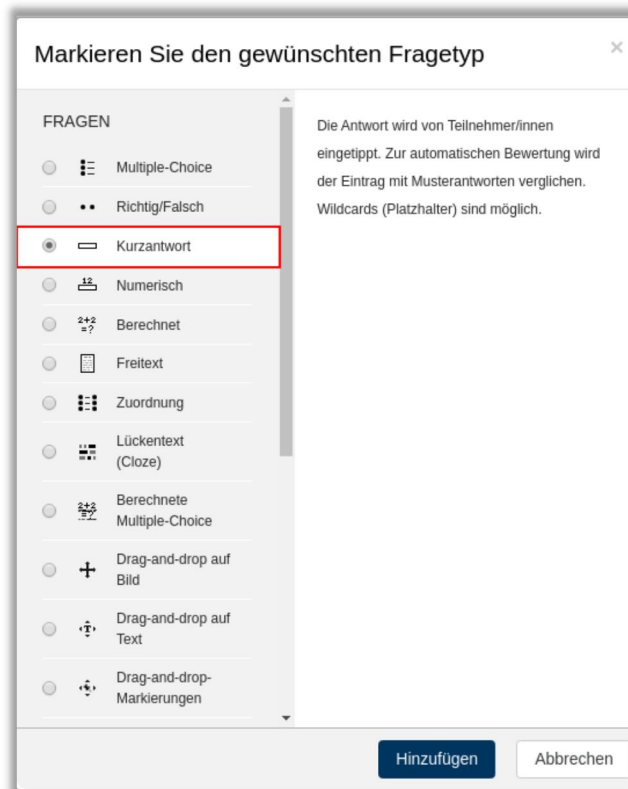 Markieren Sie den gewünschten Fragetyp
×
FRAGEN
Multiple-Choice
Richtig/Falsch
Kurzantwort
12
Numerisch
2+2
=?
Berechnet
Freitext
Zuordnung
Lückentext
(Cloze)
2+2
=?
Berechnete
Multiple-Choice
Drag-and-drop auf
Bild
T
Drag-and-drop auf
Text
Drag-and-drop-
Markierungen
Die Antwort wird von Teilnehmer/innen
eingetippt. Zur automatischen Bewertung wird
der Eintrag mit Musterantworten verglichen.
Wildcards (Platzhalter) sind möglich.
Hinzufügen
Abbrechen